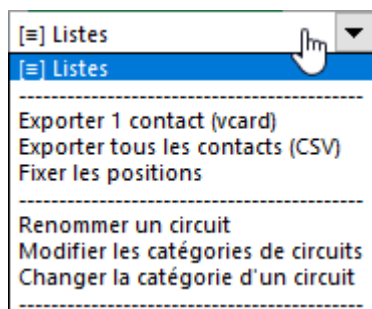 [≡] Listes
[≡] Listes
-------------------------------------------
Exporter 1 contact (vcard)
Exporter tous les contacts (CSV)
Fixer les positions
-------------------------------------------
Renommer un circuit
Modifier les catégories de circuits
Changer la catégorie d'un circuit
-------------------------------------------